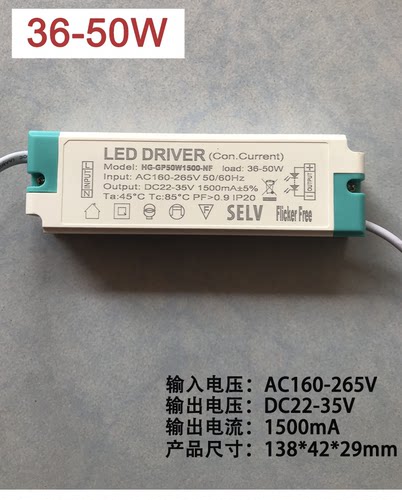 36-50W
LED DRIVER (Con.Current)
Model: HG-GP50W1500-NF load: 36-50W
Input: AC160-265V 50/60Hz
Output: DC22-35V 1500mA±5%
Ta:45°C Tc:85°C PF>0.9 IP20
L
N
INPUT
OUTPUT
F
SELV
Flicker Free
输入电压：AC160-265V
输出电压：DC22-35V
输出电流：1500mA
产品尺寸：138*42*29mm